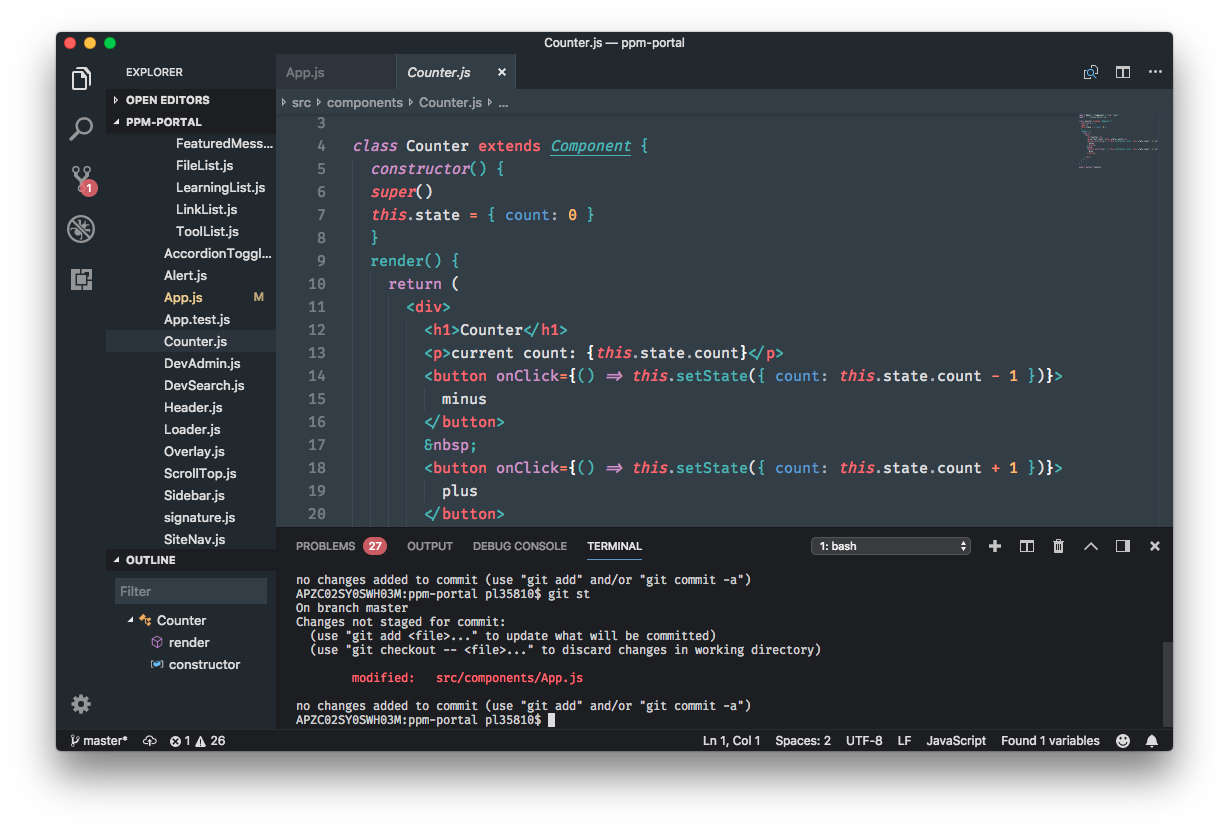 Counter.js — ppm-portal
EXPLORER
OPEN EDITORS
PPM-PORTAL
FeaturedMess...
FileList.js
LearningList.js
LinkList.js
ToolList.js
AccordionToggl...
Alert.js
App.js M
App.test.js
Counter.js
DevAdmin.js
DevSearch.js
Header.js
Loader.js
Overlay.js
ScrollTop.js
Sidebar.js
signature.js
SiteNav.js
OUTLINE
Filter
Counter
render
constructor
1
App.js
Counter.js ×
src components Counter.js ...
3
4 class Counter extends Component {
5 constructor() {
6 super()
7 this.state = { count: 0 }
8 }
9 render() {
10 return (
11 <div>
12 <h1>Counter</h1>
13 <p>current count: {this.state.count}</p>
14 <button onClick={() => this.setState({ count: this.state.count - 1 })}>
15 minus
16 </button>
17 &nbsp;
18 <button onClick={() => this.setState({ count: this.state.count + 1 })}>
19 plus
20 </button>
PROBLEMS 27 OUTPUT DEBUG CONSOLE TERMINAL 1: bash
no changes added to commit (use "git add" and/or "git commit -a")
APZC02SY0SWH03M:ppm-portal pl35810$ git st
On branch master
Changes not staged for commit:
(use "git add <file>..." to update what will be committed)
(use "git checkout -- <file>..." to discard changes in working directory)
modified: src/components/App.js
no changes added to commit (use "git add" and/or "git commit -a")
APZC02SY0SWH03M:ppm-portal pl35810$
master* 1 26 Ln 1, Col 1 Spaces: 2 UTF-8 LF JavaScript Found 1 variables